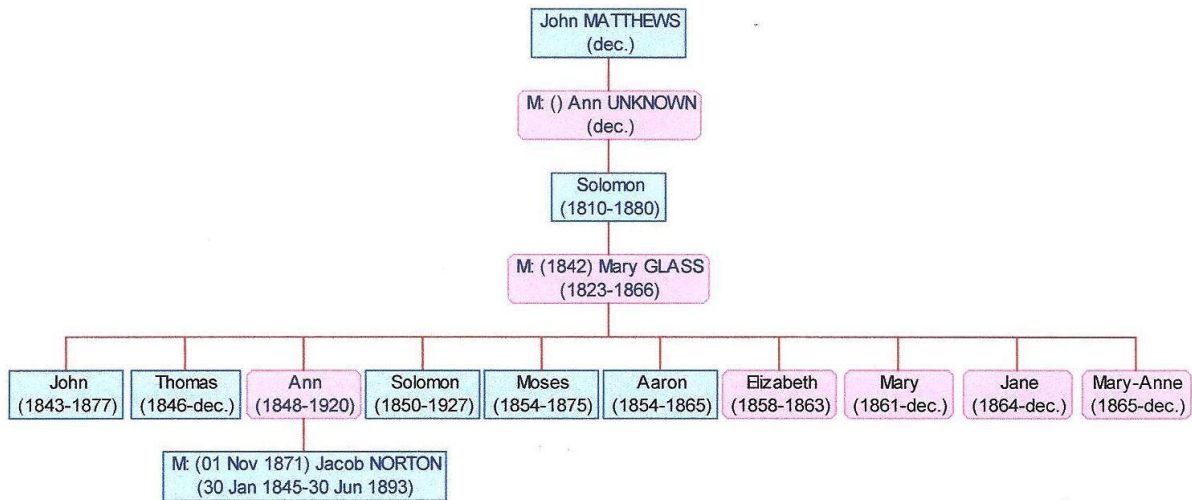 John MATTHEWS
(dec.)
M: () Ann UNKNOWN
(dec.)
Solomon
(1810-1880)
M: (1842) Mary GLASS
(1823-1866)
John
(1843-1877)
Thomas
(1846-dec.)
Ann
(1848-1920)
Solomon
(1850-1927)
Moses
(1854-1875)
Aaron
(1854-1865)
Elizabeth
(1858-1863)
Mary
(1861-dec.)
Jane
(1864-dec.)
Mary-Anne
(1865-dec.)
M: (01 Nov 1871) Jacob NORTON
(30 Jan 1845-30 Jun 1893)